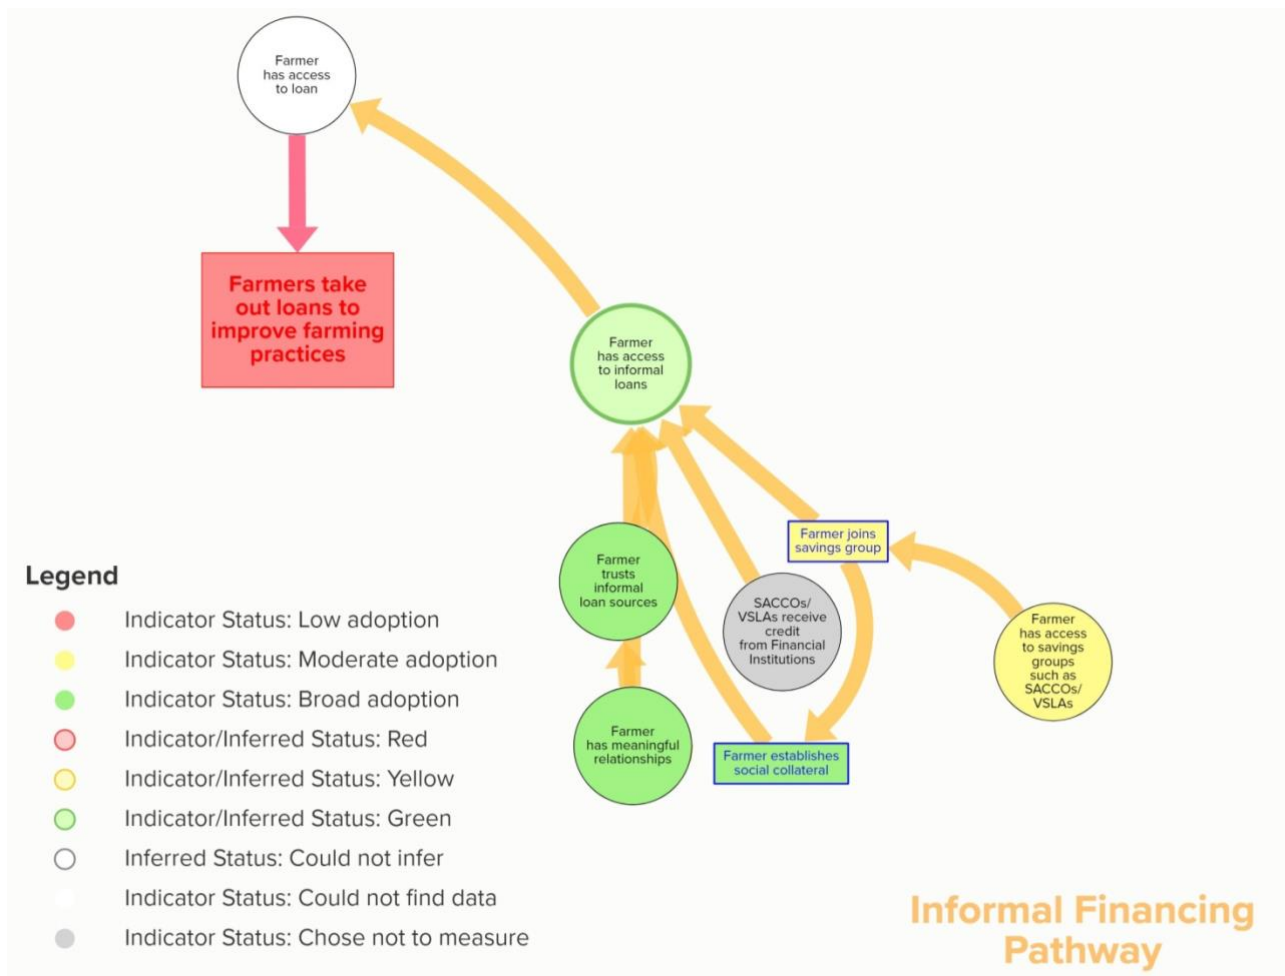 Farmer
has access
to loan
Farmers take
out loans to
improve farming
practices
Farmer
has access
to informal
loans
Farmer joins
savings group
Farmer
trusts
informal
loan sources
SACCOs/
VSLAs receive
credit
from Financial
Institutions
Farmer
has access
to savings
groups
such as
SACCOs/
VSLAs
Farmer
has meaningful
relationships
Farmer establishes
social collateral
Legend
Indicator Status: Low adoption
Indicator Status: Moderate adoption
Indicator Status: Broad adoption
Indicator/Inferred Status: Red
Indicator/Inferred Status: Yellow
Indicator/Inferred Status: Green
Inferred Status: Could not infer
Indicator Status: Could not find data
Indicator Status: Chose not to measure
Informal Financing
Pathway